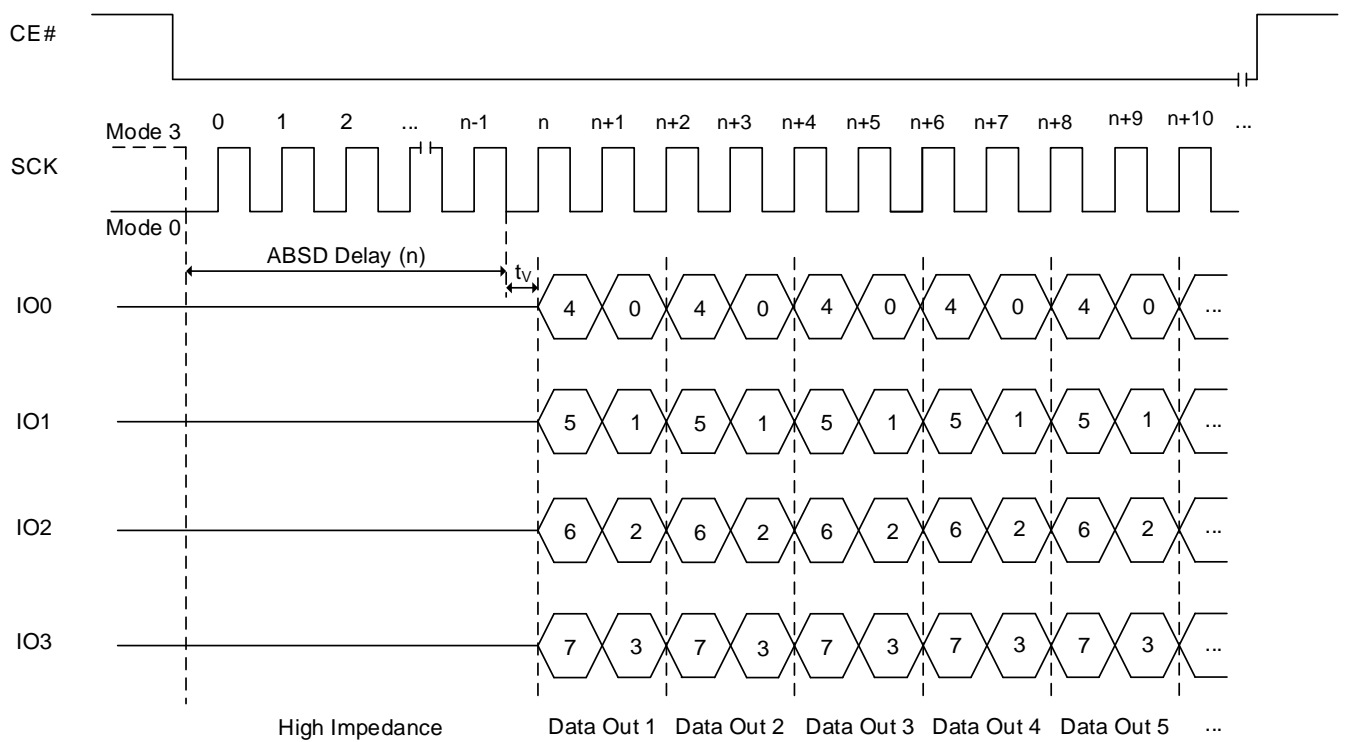 CE#
Mode 3
0 1 2 ... n-1 n n+1 n+2 n+3 n+4 n+5 n+6 n+7 n+8 n+9 n+10 ...
SCK
Mode 0
ABSD Delay (n)
tV
IO0
4 0 4 0 4 0 4 0 4 0 ...
IO1
5 1 5 1 5 1 5 1 5 1 ...
IO2
6 2 6 2 6 2 6 2 6 2 ...
IO3
7 3 7 3 7 3 7 3 7 3 ...
High Impedance Data Out 1 Data Out 2 Data Out 3 Data Out 4 Data Out 5 ...